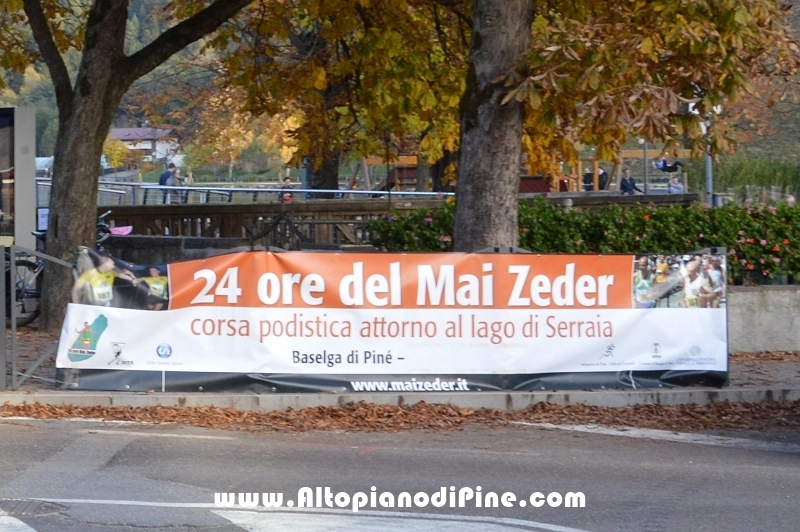 24 ore del Mai Zeder
corsa podistica attorno al lago di Serraia
Baselga di Piné –
www.maizeder.it
www.AltopianodiPine.com